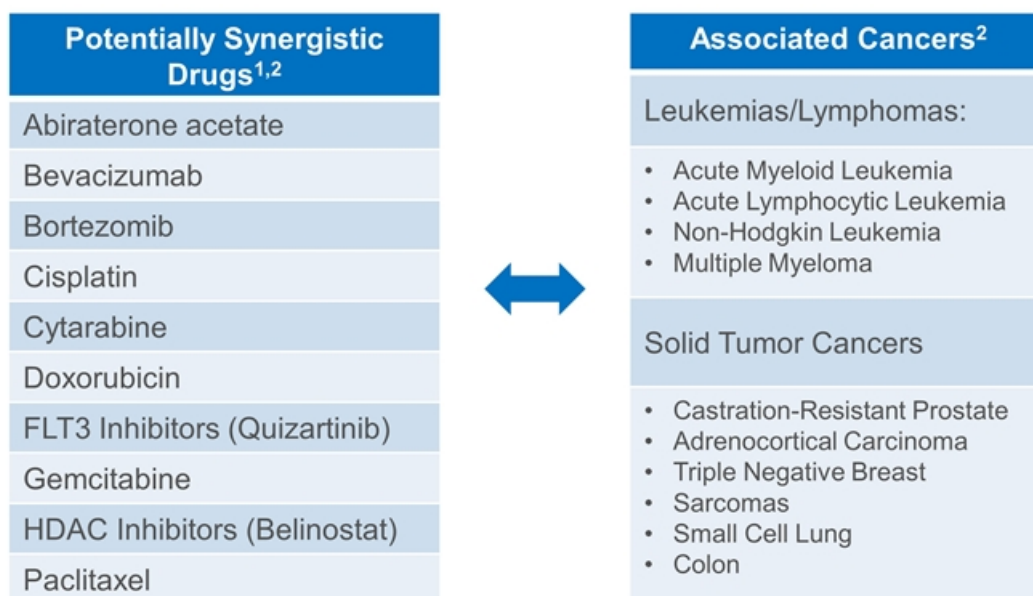 Potentially Synergistic
Drugs1,2
Abiraterone acetate
Bevacizumab
Bortezomib
Cisplatin
Cytarabine
Doxorubicin
FLT3 Inhibitors (Quizartinib)
Gemcitabine
HDAC Inhibitors (Belinostat)
Paclitaxel
Associated Cancers2
Leukemias/Lymphomas:
• Acute Myeloid Leukemia
• Acute Lymphocytic Leukemia
• Non-Hodgkin Leukemia
• Multiple Myeloma
Solid Tumor Cancers
• Castration-Resistant Prostate
• Adrenocortical Carcinoma
• Triple Negative Breast
• Sarcomas
• Small Cell Lung
• Colon